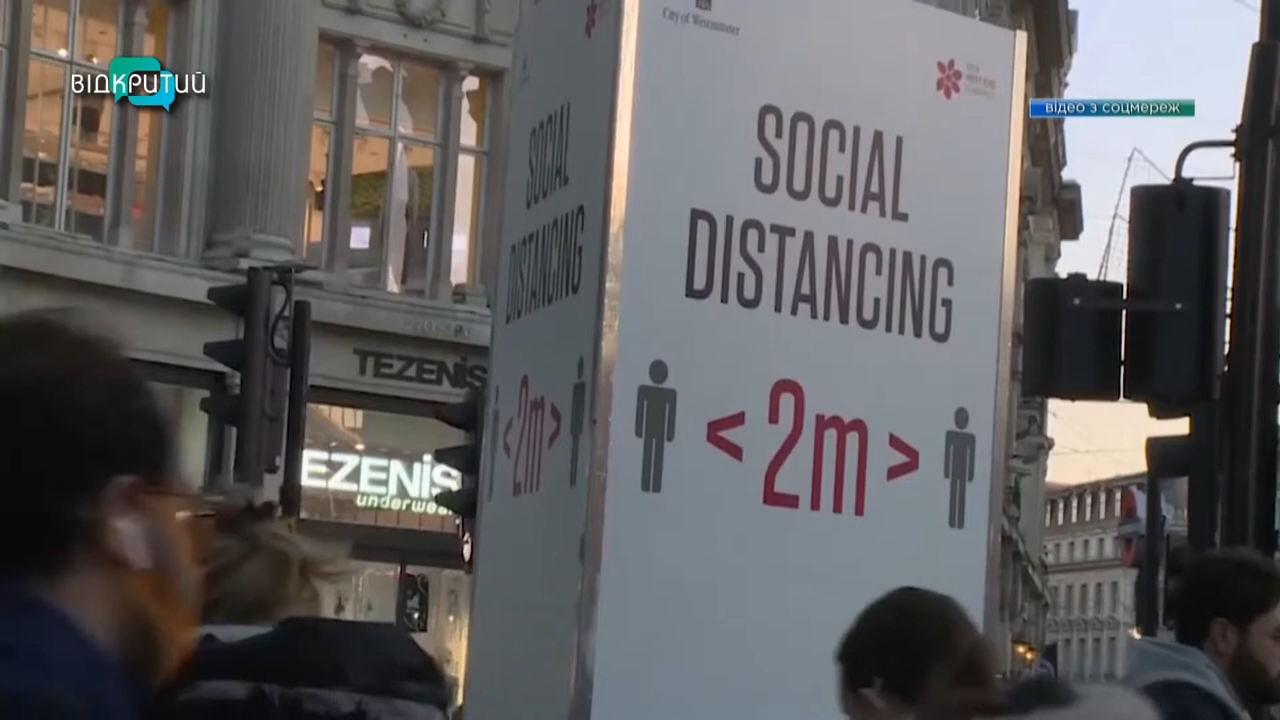 ВІДКРИТИЙ
відео з соцмереж
City of Westminster
SOCIAL
DISTANCING
< 2m >
SOCIAL
DISTANCING
<2m>
TEZENIS
TEZENIS
underwear